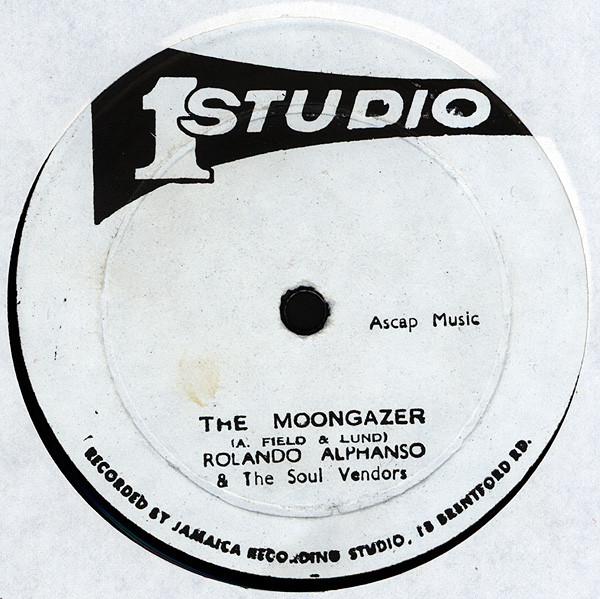 1 STUDIO
Ascap Music
THE MOONGAZER
(A. FIELD & LUND)
ROLANDO ALPHANSO
& The Soul Vendors
RECORDED BY JAMAICA RECORDING STUDIO, 13 BRENTFORD RD.